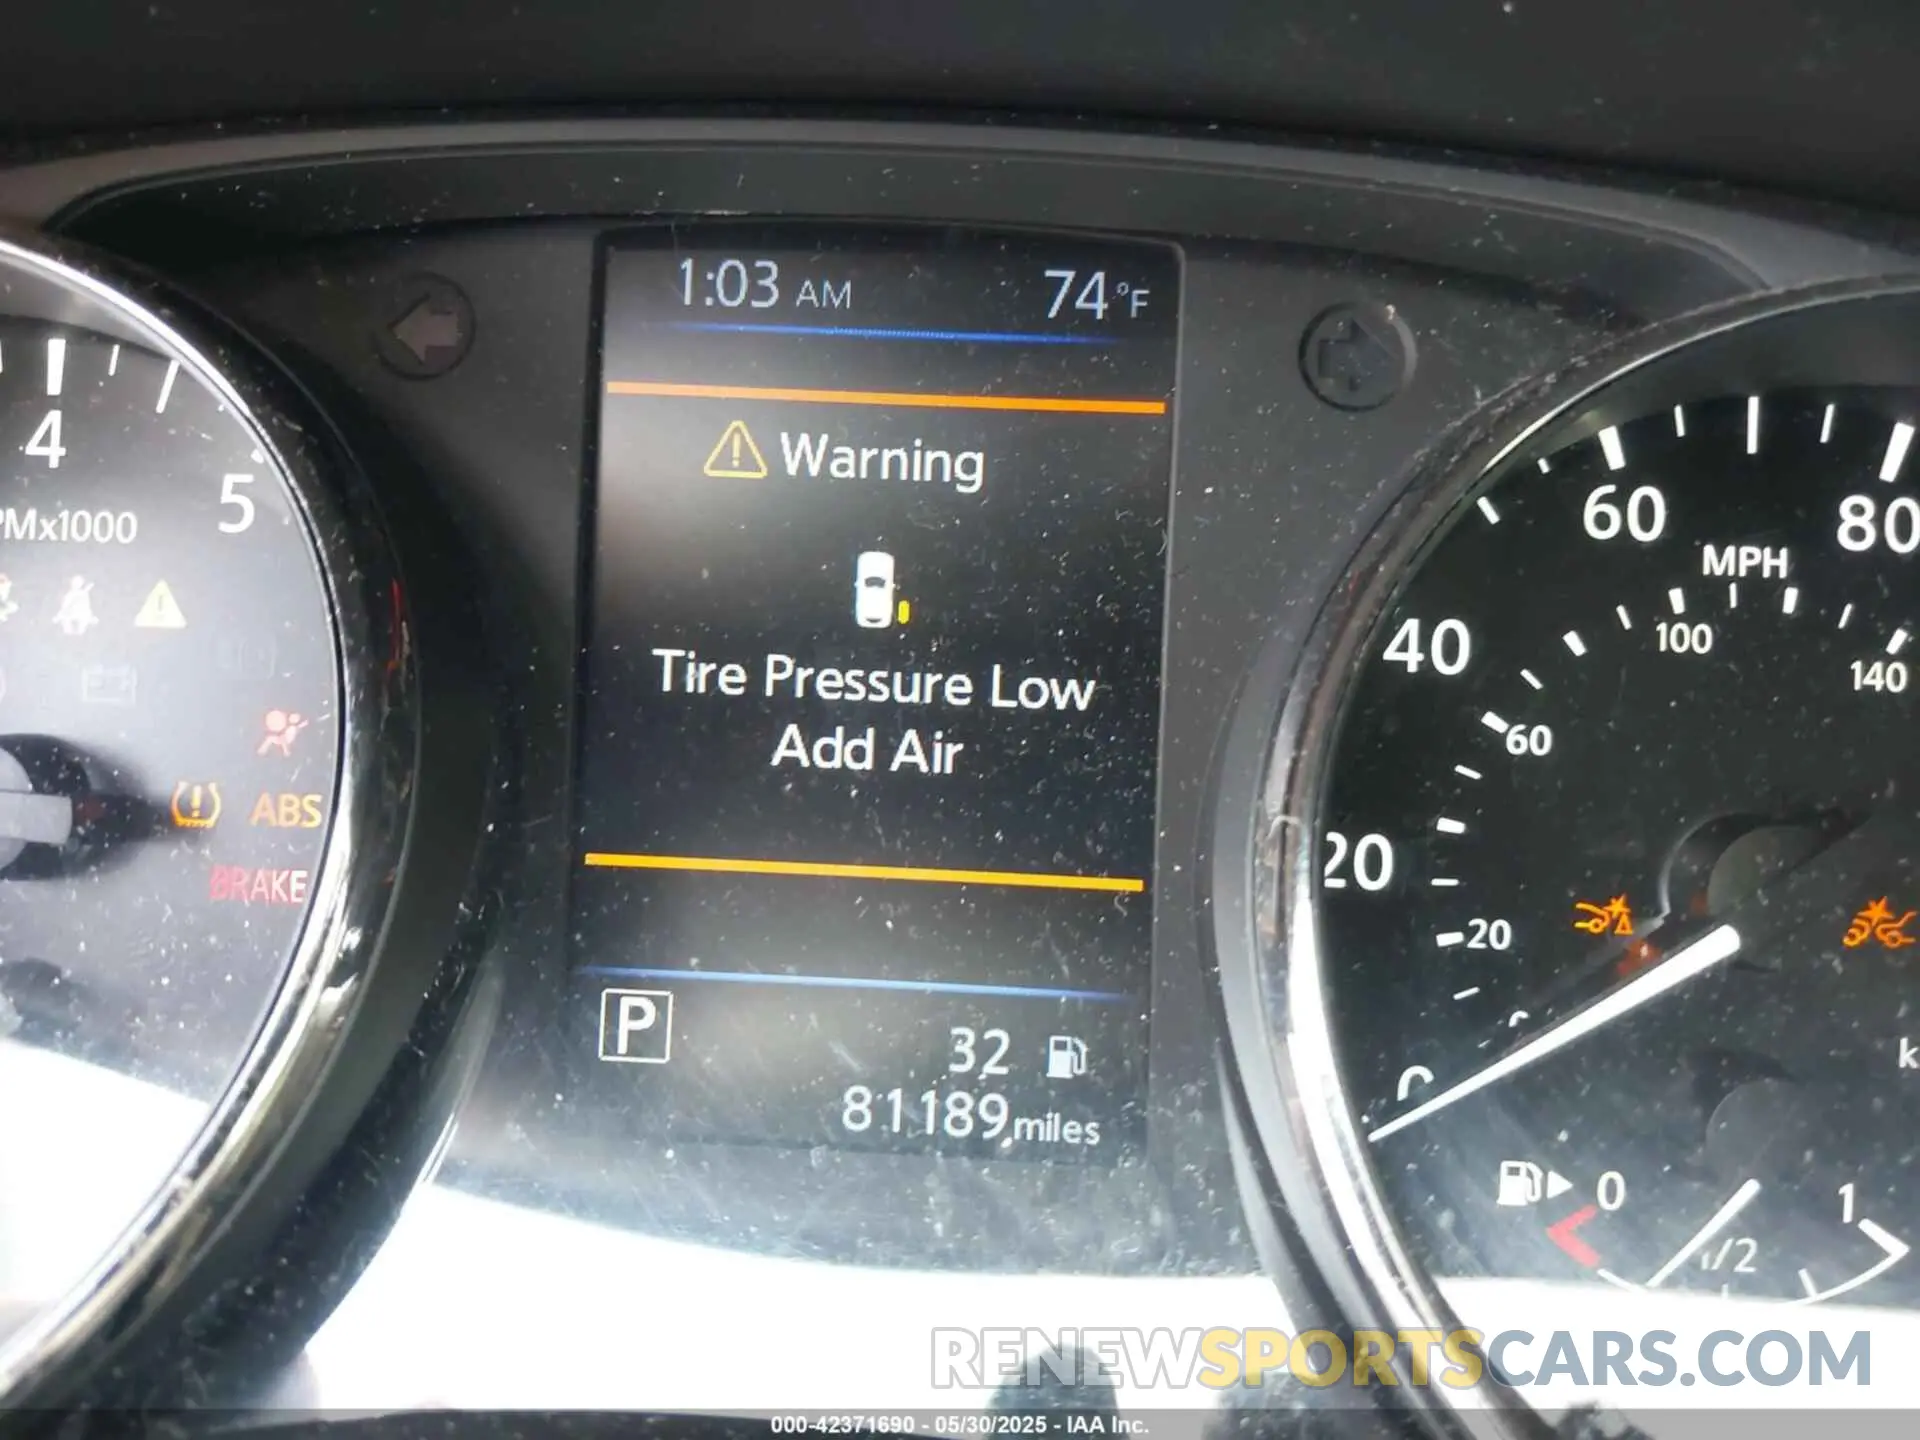 1:03 AM 74°F
Warning
Tire Pressure Low
Add Air
P
32
81189 miles
4
5
PMx1000
ABS
BRAKE
60
80
MPH
40
100
140
60
20
20
0
0
1/2
1
RENEWSPORTSCARS.COM
000-42371690 - 05/30/2025 - IAA Inc.